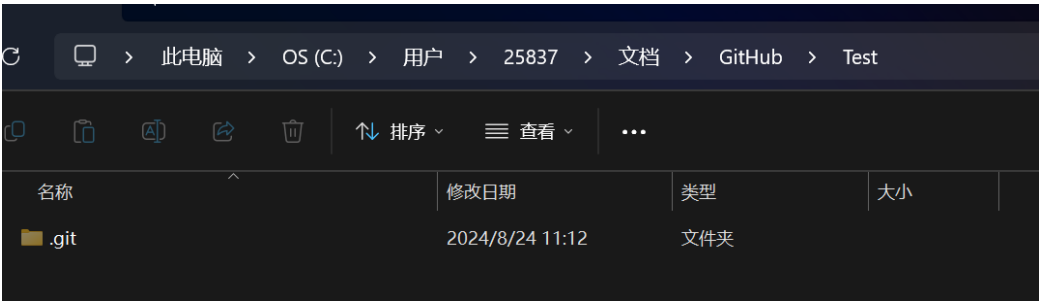 此电脑 > OS (C:) > 用户 > 25837 > 文档 > GitHub > Test
排序 查看 •••
名称 修改日期 类型 大小
.git 2024/8/24 11:12 文件夹